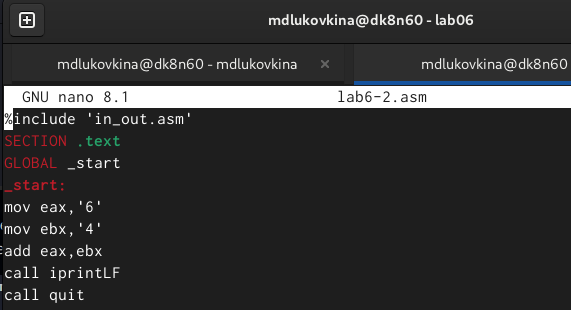 mdlukovkina@dk8n60 - lab06
mdlukovkina@dk8n60 - mdlukovkina × mdlukovkina@dk8n60
GNU nano 8.1 lab6-2.asm
%include 'in_out.asm'
SECTION .text
GLOBAL _start
_start:
mov eax,'6'
mov ebx,'4'
add eax,ebx
call iprintLF
call quit